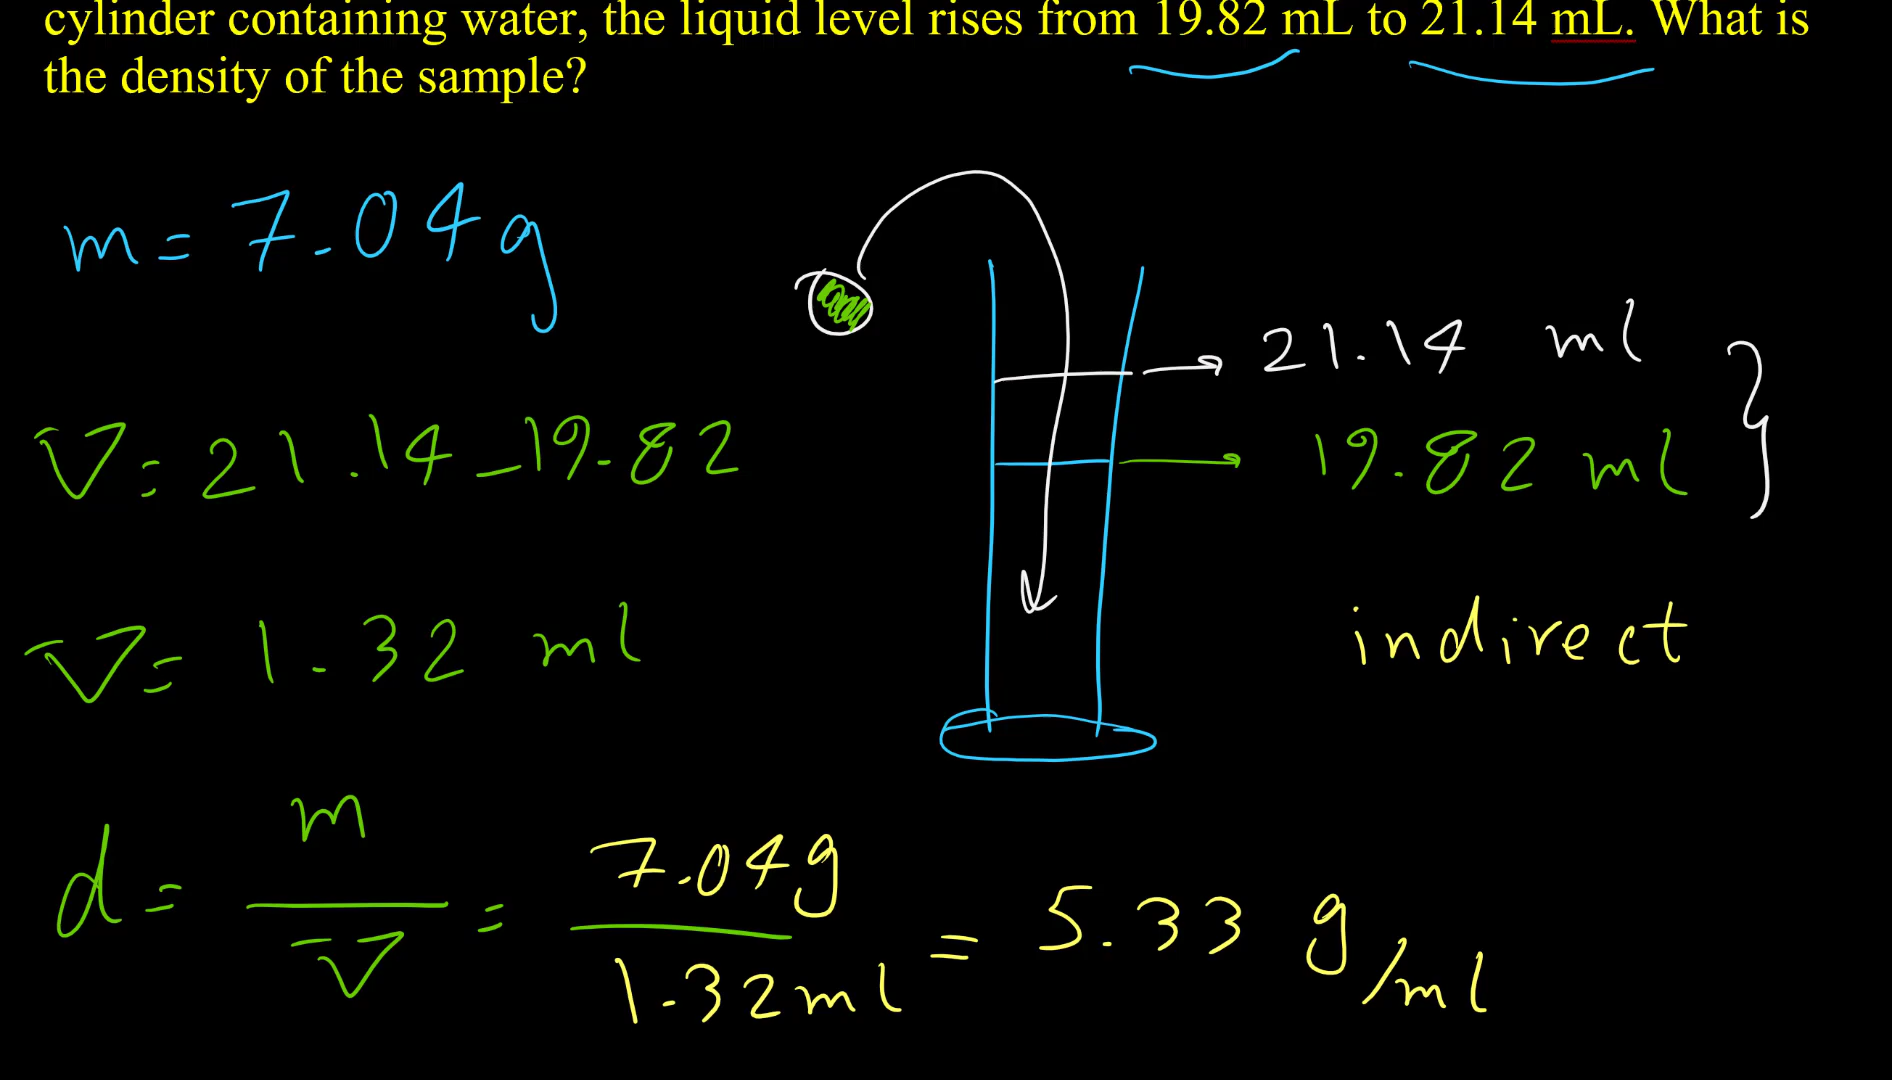 cylinder containing water, the liquid level rises from 19.82 mL to 21.14 mL. What is
the density of the sample?
m = 7.04 g
21.14 ml
V = 21.14 - 19.82
19.82 ml
V = 1.32 ml
indirect
d = m / V = 7.04g / 1.32 ml = 5.33 g/ml